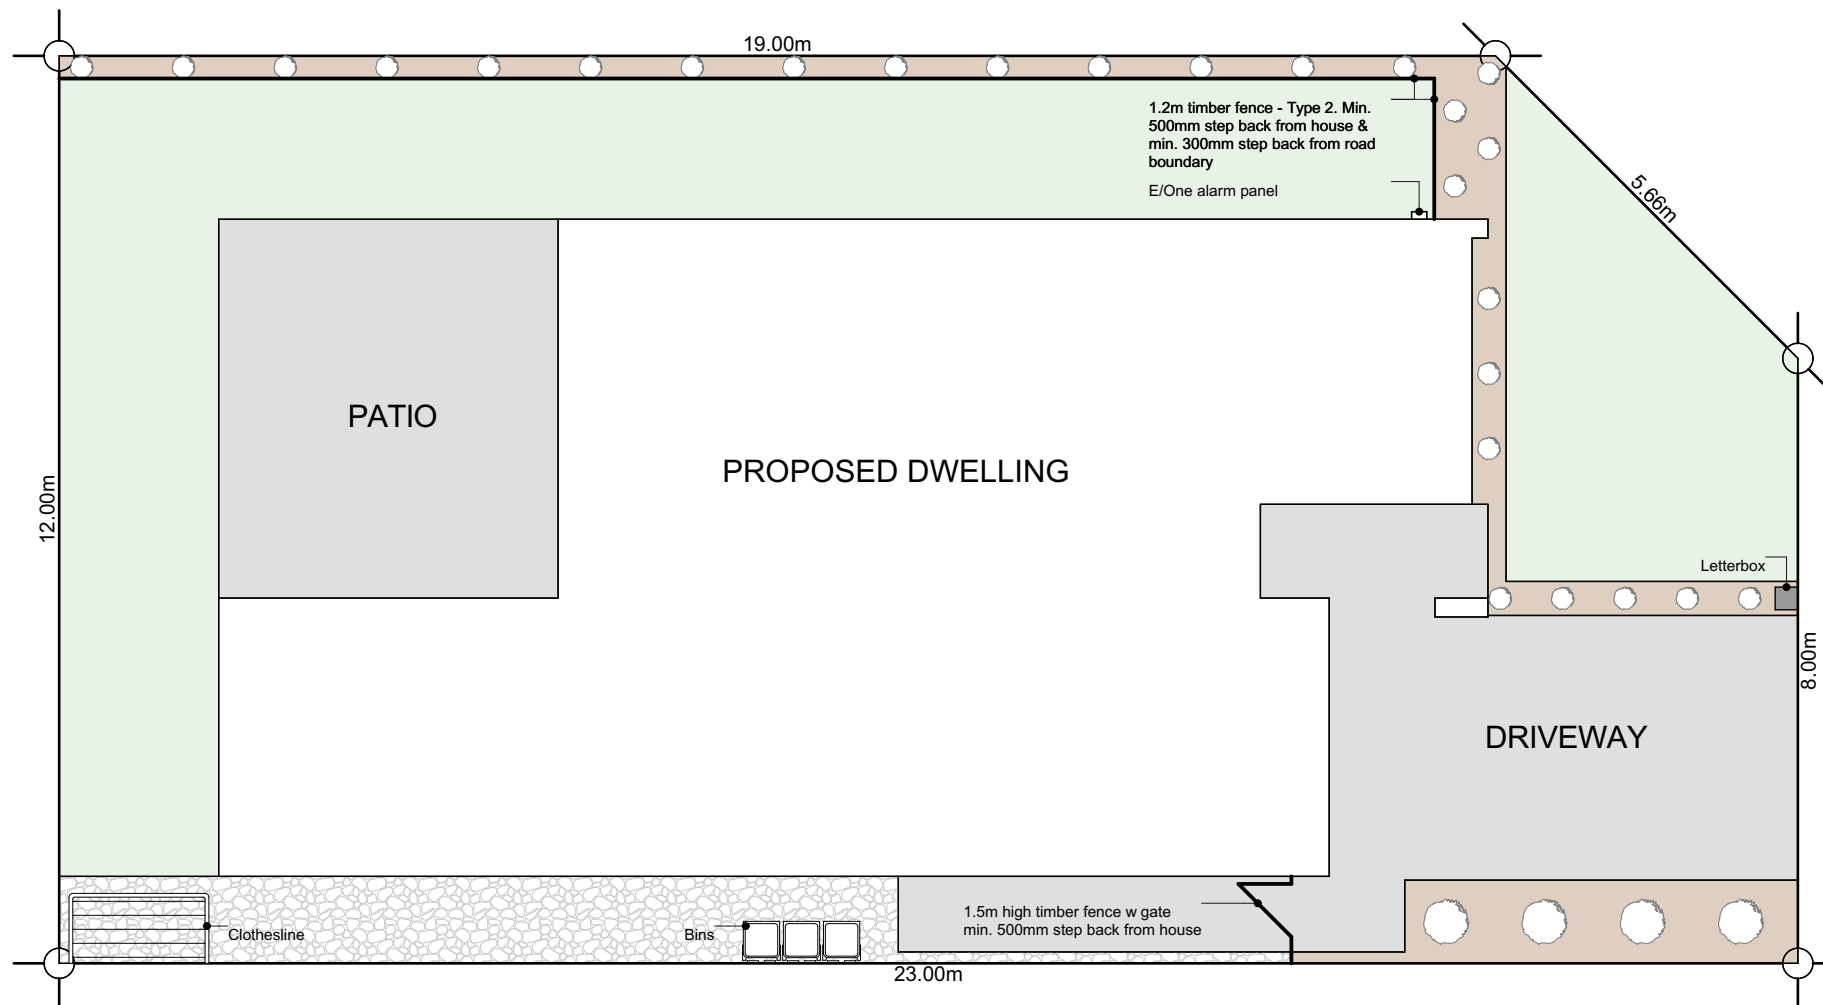 19.00m
1.2m timber fence - Type 2. Min.
500mm step back from house &
min. 300mm step back from road
boundary
E/One alarm panel
5.66m
PATIO
PROPOSED DWELLING
12.00m
Letterbox
8.00m
DRIVEWAY
1.5m high timber fence w gate
min. 500mm step back from house
Clothesline
Bins
23.00m